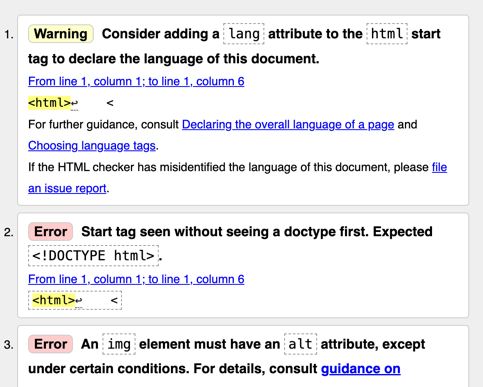 1. Warning Consider adding a lang attribute to the html start
tag to declare the language of this document.
From line 1, column 1; to line 1, column 6
<html>↩    <
For further guidance, consult Declaring the overall language of a page and
Choosing language tags.
If the HTML checker has misidentified the language of this document, please file
an issue report.
2. Error Start tag seen without seeing a doctype first. Expected
<!DOCTYPE html>.
From line 1, column 1; to line 1, column 6
<html>↩    <
3. Error An img element must have an alt attribute, except
under certain conditions. For details, consult guidance on